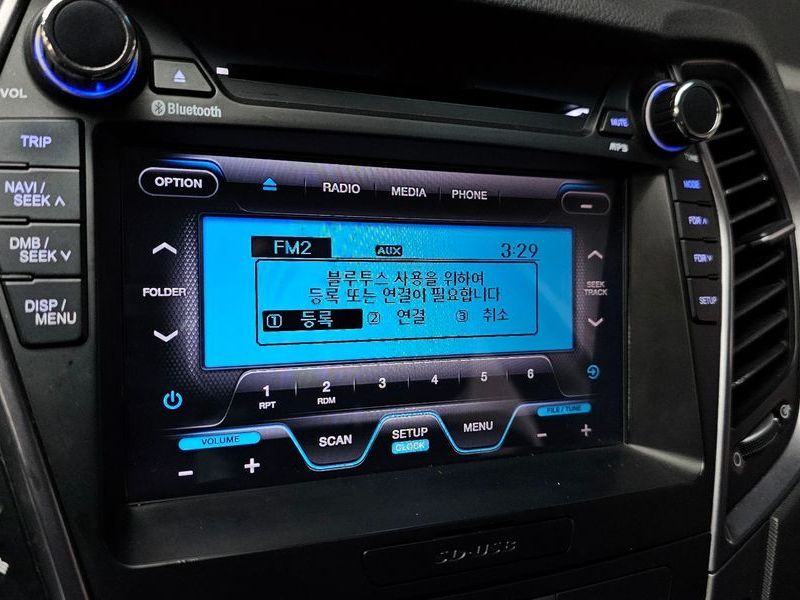 VOL
Bluetooth
MUTE
MP3
TUNE
TRIP
NAVI /
SEEK ∧
DMB /
SEEK ∨
DISP /
MENU
OPTION
RADIO
MEDIA
PHONE
MODE
SETUP
FM2
AUX
3:29
블루투스 사용을 위하여
등록 또는 연결이 필요합니다
① 등록 ② 연결 ③ 취소
FOLDER
SEEK
TRACK
1 2 3 4 5 6
RPT RDM
VOLUME
- +
SCAN
SETUP
CLOCK
MENU
FILE / TUNE
- +
SD·USB